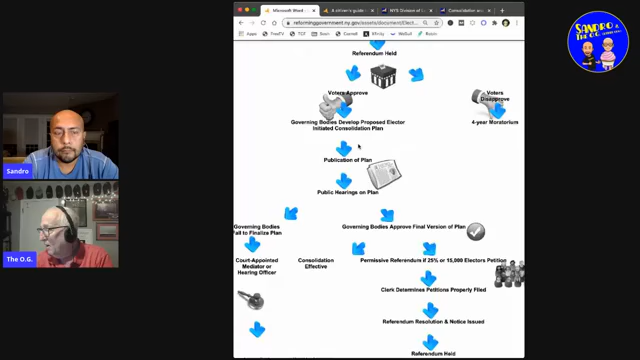 Microsoft Word
A citizen's guide
NYS Division of L
Consolidation
reforminggovernment.ny.gov/assets/document/Elect...
SANDRO
& THE O.G.
Referendum Held
Voters Approve
Voters
Disapprove
Governing Bodies Develop Proposed Elector
Initiated Consolidation Plan
4-year Moratorium
Publication of Plan
Public Hearings on Plan
Governing Bodies
Fail to Finalize Plan
Governing Bodies Approve Final Version of Plan
Court-Appointed
Mediator or
Hearing Officer
Consolidation
Effective
Permissive Referendum if 25% or 15,000 Electors Petition
Clerk Determines Petitions Properly Filed
Referendum Resolution & Notice Issued
Referendum Held
Sandro
The O.G.